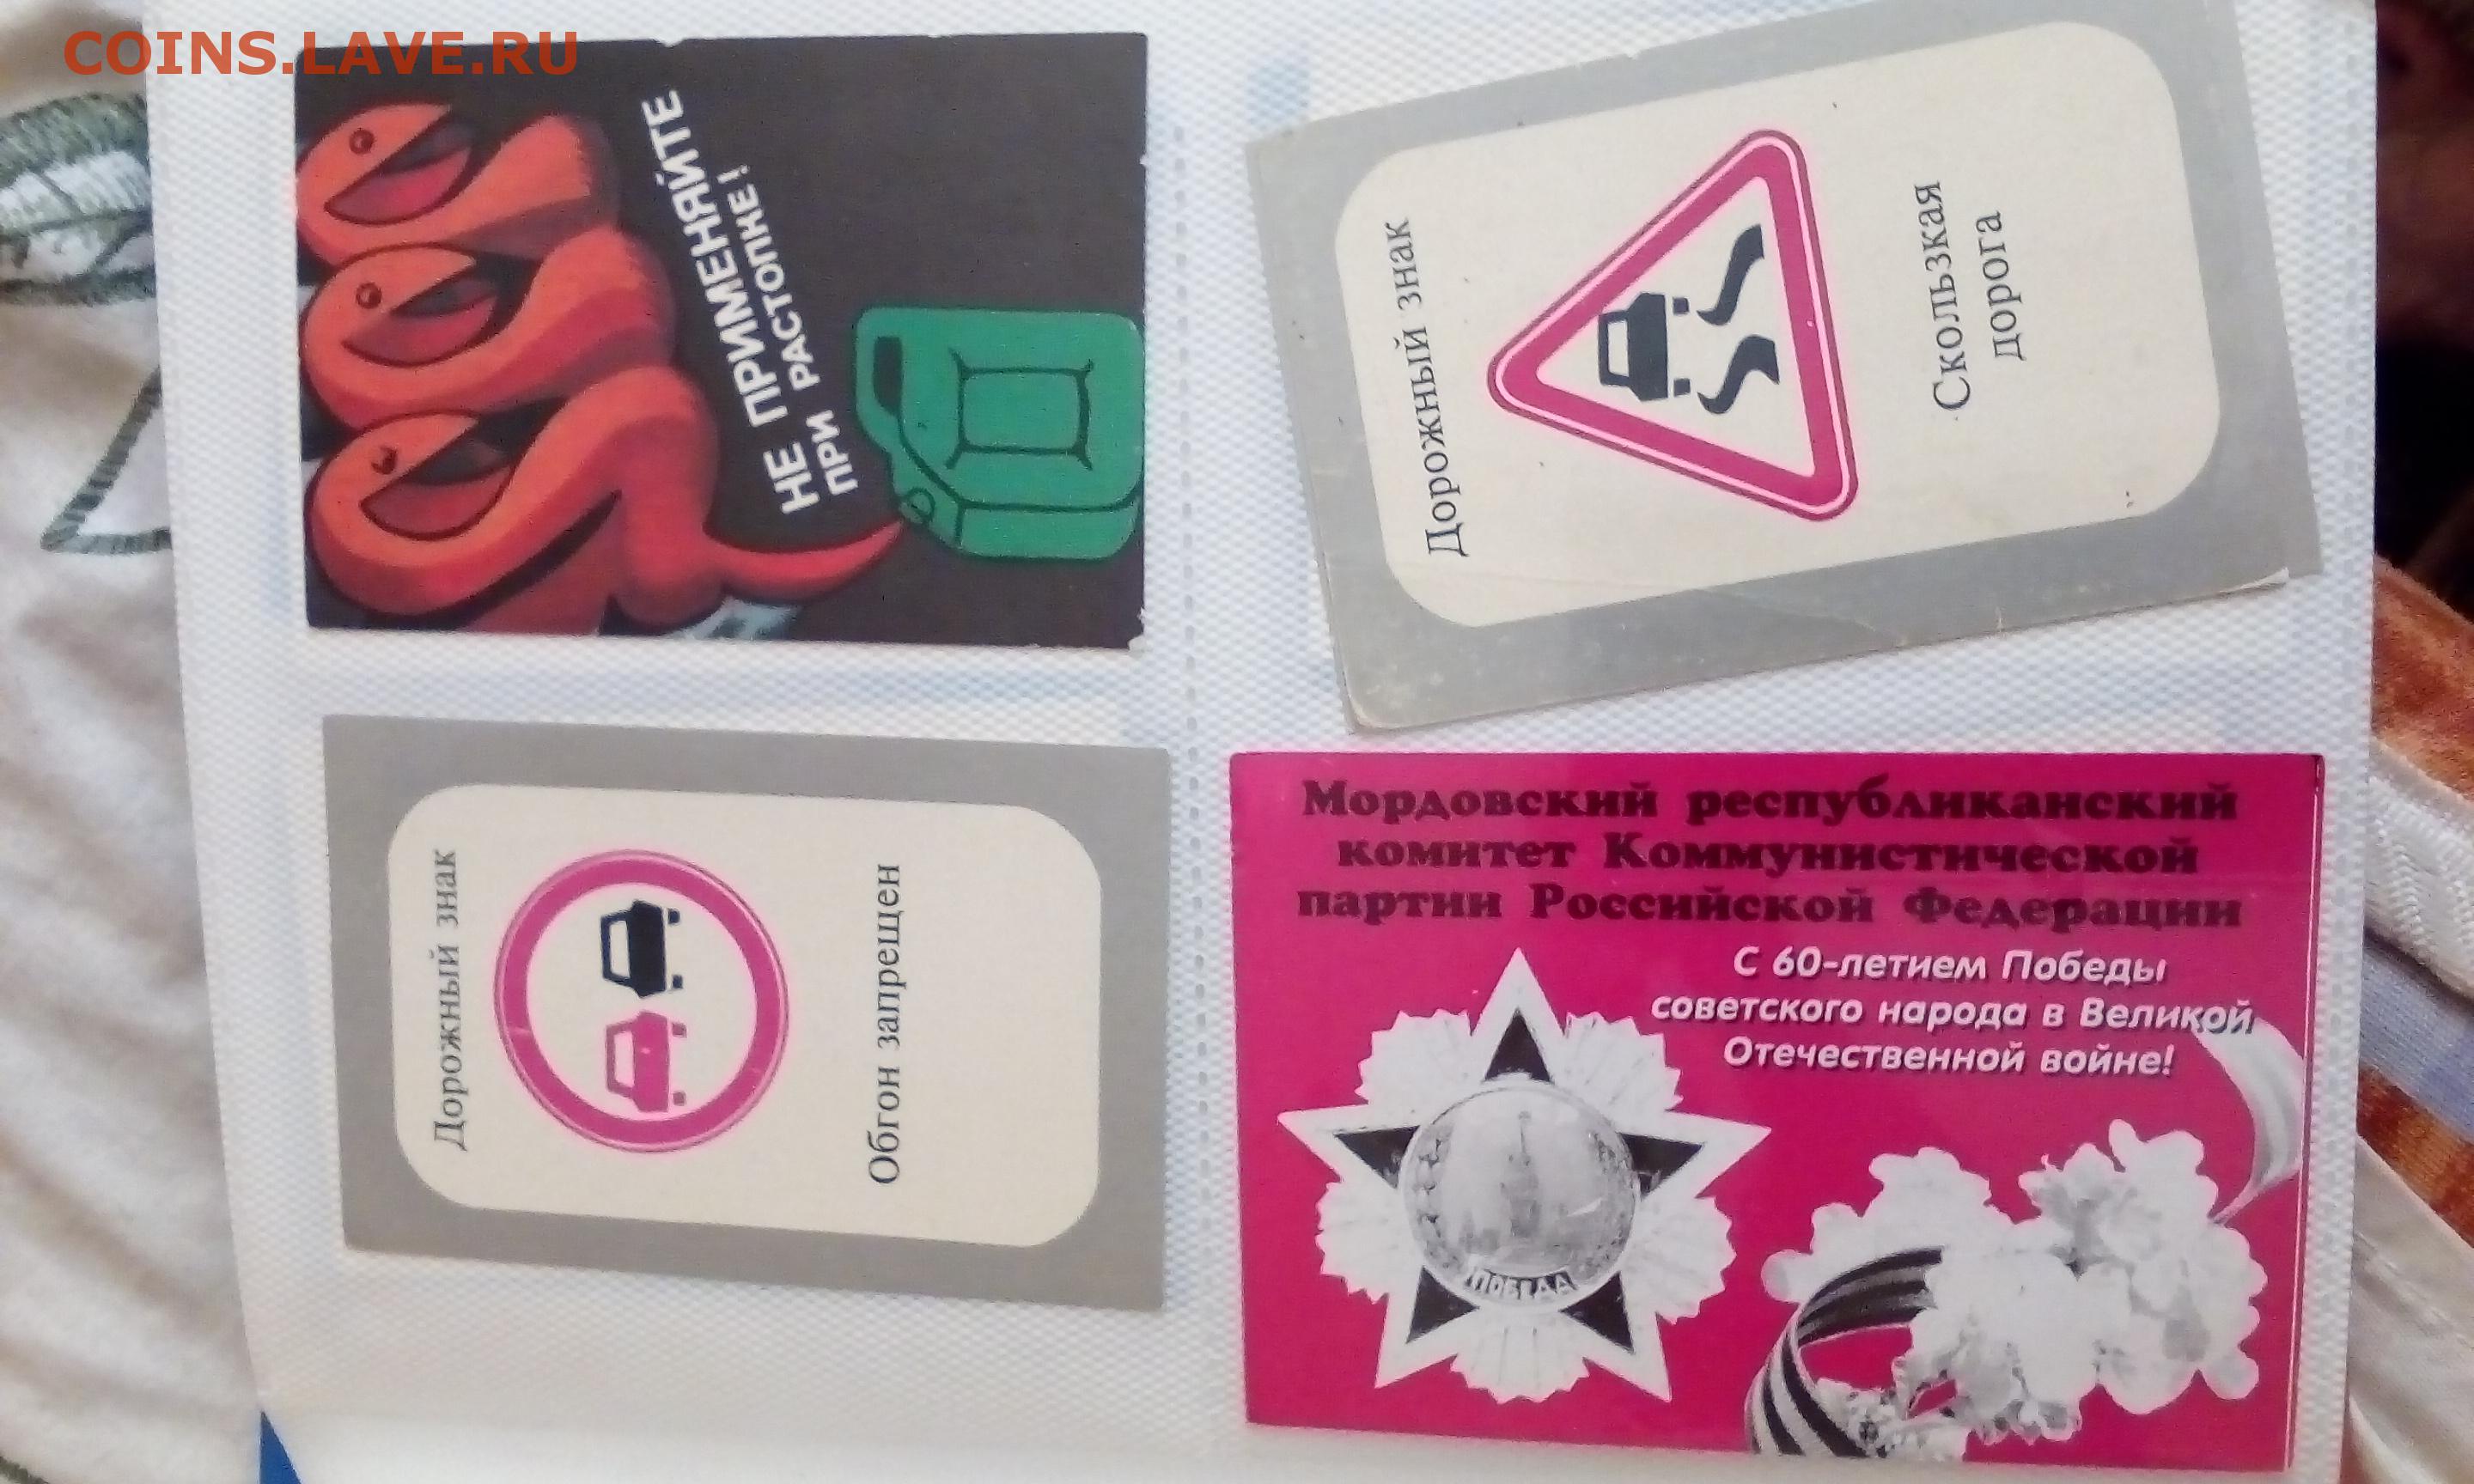 COINS.LAVE.RU
НЕ ПРИМЕНЯЙТЕ
ПРИ РАСТОПКЕ!
Дорожный знак
Скользкая
дорога
Дорожный знак
Обгон запрещен
Мордовский республиканский
комитет Коммунистической
партии Российской Федерации
С 60-летием Победы
советского народа в Великой
Отечественной войне!
ПОБЕДА